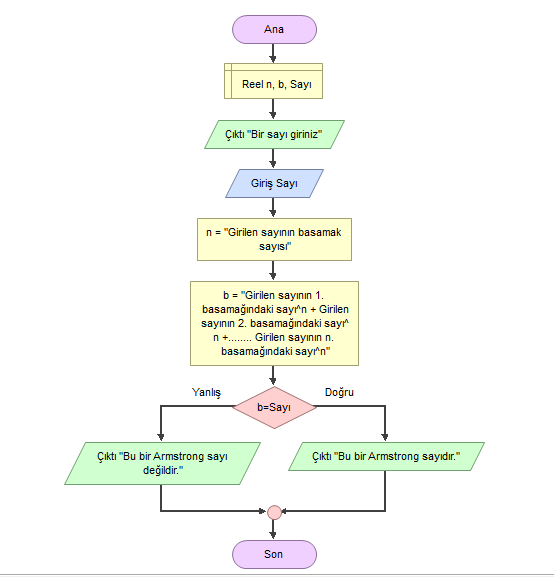 Ana
Reel n, b, Sayı
Çıktı "Bir sayı giriniz"
Giriş Sayı
n = "Girilen sayının basamak
sayısı"
b = "Girilen sayının 1.
basamağındaki sayı^n + Girilen
sayının 2. basamağındaki sayı^
n +........ Girilen sayının n.
basamağındaki sayı^n"
Yanlış
Doğru
b=Sayı
Çıktı "Bu bir Armstrong sayı
değildir."
Çıktı "Bu bir Armstrong sayıdır."
Son